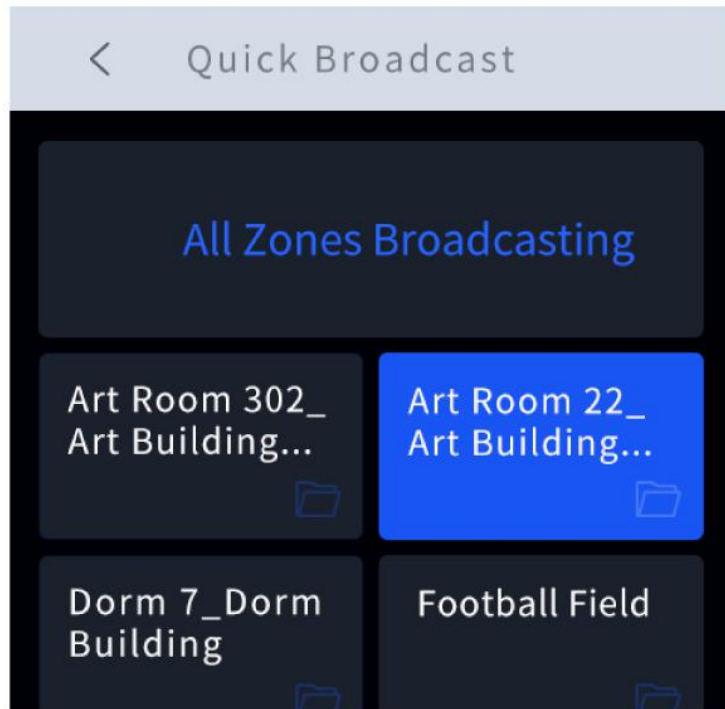 Quick Broadcast
All Zones Broadcasting
Art Room 302_
Art Building...
Art Room 22_
Art Building...
Dorm 7_Dorm
Building
Football Field